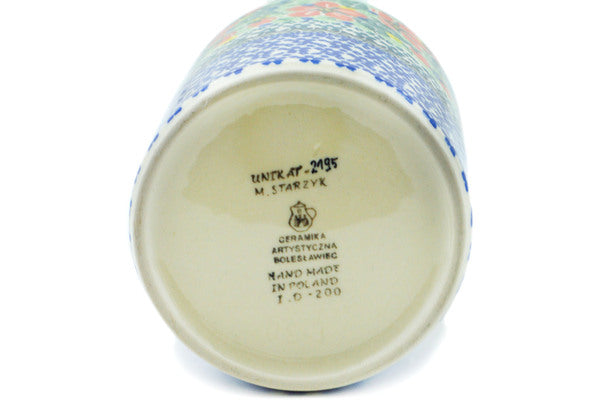 UNIKAT-2195
M. STARZYK
CERAMIKA
ARTYSTYCZNA
BOLESŁAWIEC
HAND MADE
IN POLAND
I.D-200